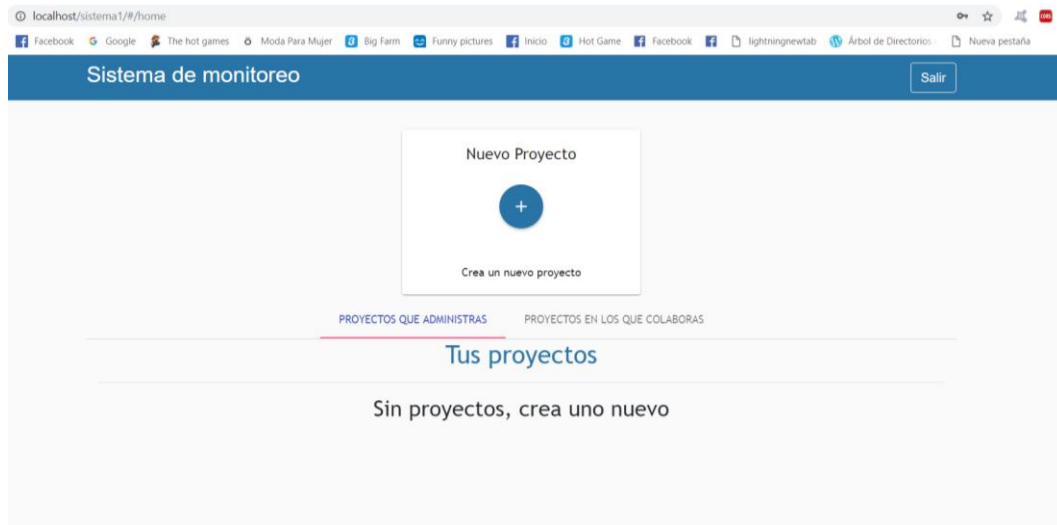 localhost/sistema1/#/home
Facebook Google The hot games Moda Para Mujer Big Farm Funny pictures Inicio Hot Game Facebook lightningnewtab Árbol de Directorios Nueva pestaña
Sistema de monitoreo Salir
Nuevo Proyecto
+
Crea un nuevo proyecto
PROYECTOS QUE ADMINISTRAS PROYECTOS EN LOS QUE COLABORAS
Tus proyectos
Sin proyectos, crea uno nuevo